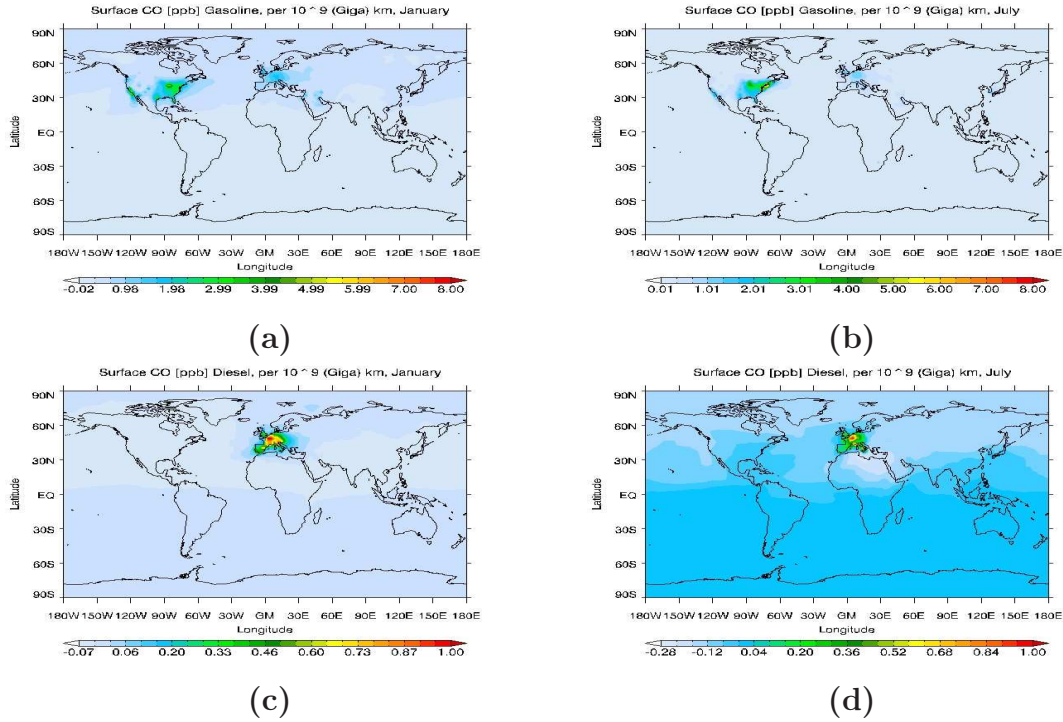 Surface CO [ppb] Gasoline, per 10^9 (Giga) km, January
90N
60N
30N
EQ
30S
60S
90S
Latitude
180W 150W 120W 90W 60W 30W GM 30E 60E 90E 120E 150E 180E
Longitude
-0.02 0.96 1.98 2.99 3.99 4.99 5.99 7.00 8.00
(a)
Surface CO [ppb] Gasoline, per 10^9 (Giga) km, July
90N
60N
30N
EQ
30S
60S
90S
Latitude
180W 150W 120W 90W 60W 30W GM 30E 60E 90E 120E 150E 180E
Longitude
0.01 1.01 2.01 3.01 4.00 5.00 6.00 7.00 8.00
(b)
Surface CO [ppb] Diesel, per 10^9 (Giga) km, January
90N
60N
30N
EQ
30S
60S
90S
Latitude
180W 150W 120W 90W 60W 30W GM 30E 60E 90E 120E 150E 180E
Longitude
-0.07 0.06 0.20 0.33 0.46 0.60 0.73 0.87 1.00
(c)
Surface CO [ppb] Diesel, per 10^9 (Giga) km, July
90N
60N
30N
EQ
30S
60S
90S
Latitude
180W 150W 120W 90W 60W 30W GM 30E 60E 90E 120E 150E 180E
Longitude
-0.28 -0.12 0.04 0.20 0.36 0.52 0.68 0.84 1.00
(d)